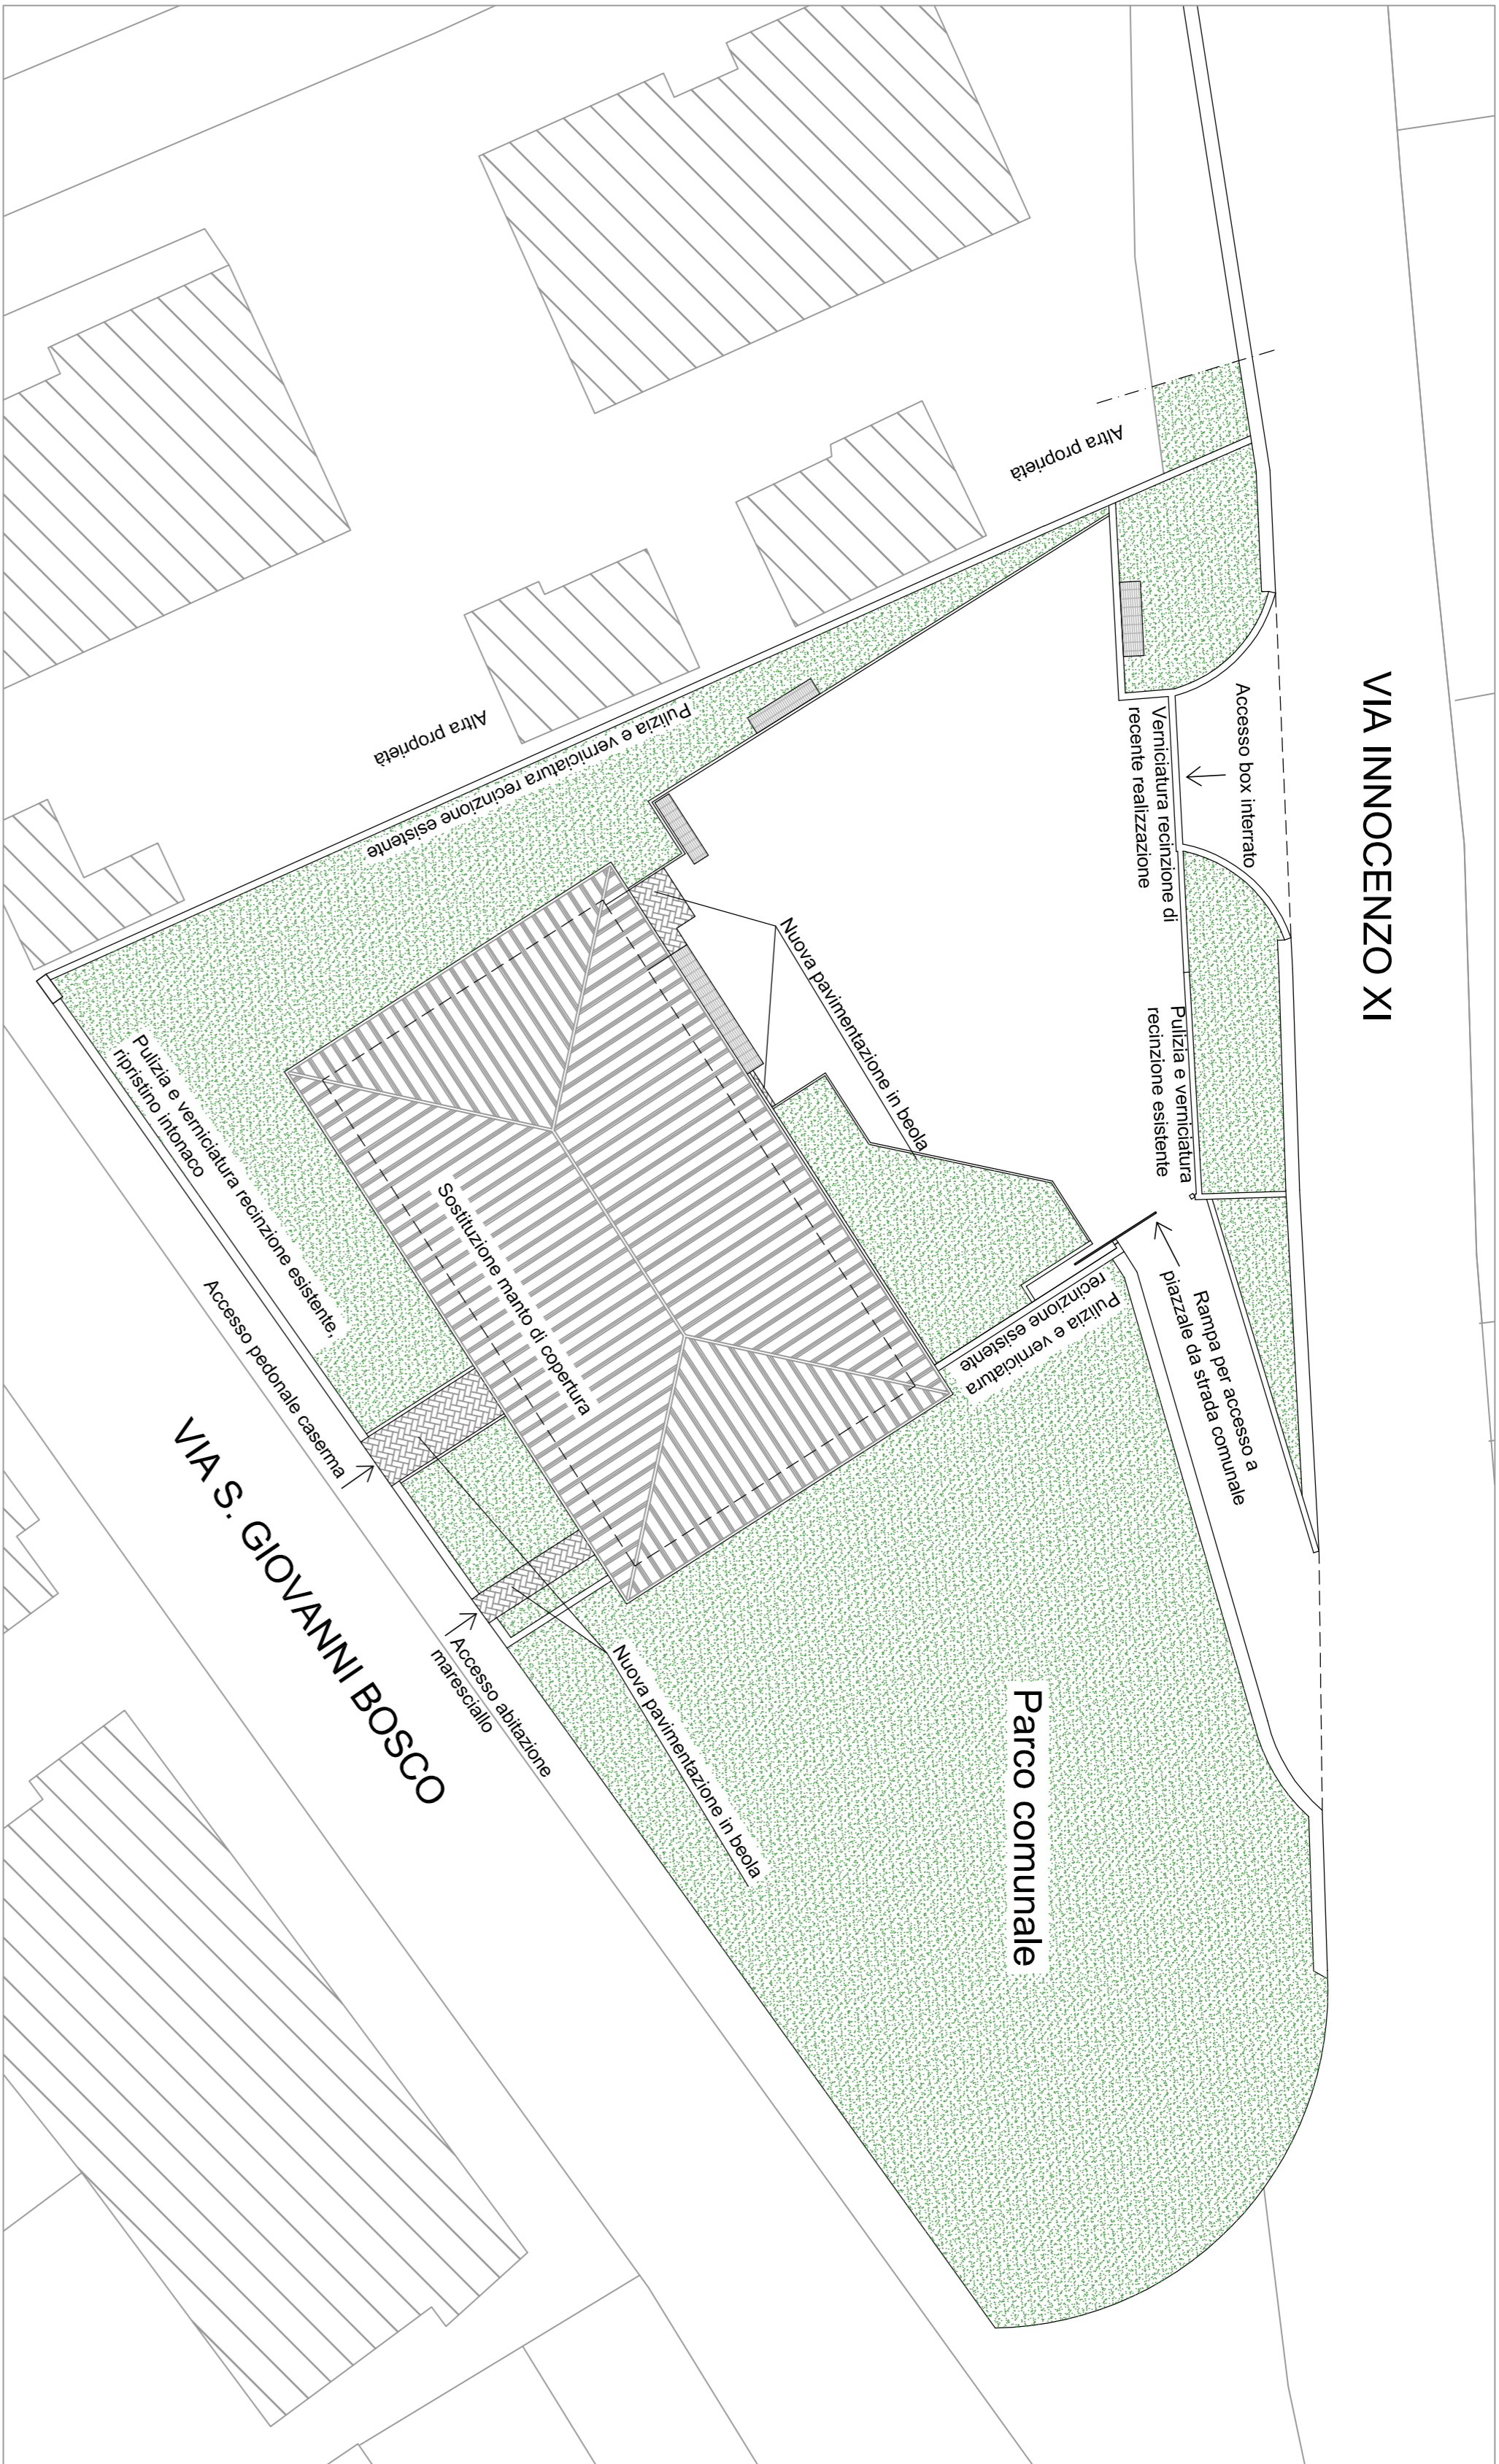 VIA INNOCENZO XI
Accesso box interrato
Verniciatura recinzione di
recente realizzazione
Pulizia e verniciatura
recinzione esistente
Rampa per accesso a
piazzale da strada comunale
Altra proprietà
Altra proprietà
Pulizia e verniciatura recinzione esistente
Nuova pavimentazione in beola
Pulizia e verniciatura
recinzione esistente
Sostituzione manto di copertura
Pulizia e verniciatura recinzione esistente,
ripristino intonaco
Accesso pedonale caserma
Accesso abitazione
maresciallo
Nuova pavimentazione in beola
Parco comunale
VIA S. GIOVANNI BOSCO